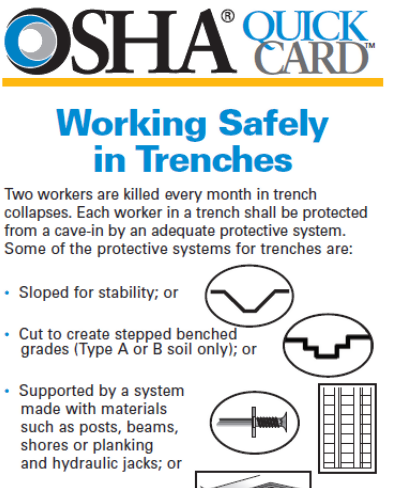 OSHA® QUICK
CARD™
Working Safely
in Trenches
Two workers are killed every month in trench
collapses. Each worker in a trench shall be protected
from a cave-in by an adequate protective system.
Some of the protective systems for trenches are:
• Sloped for stability; or
• Cut to create stepped benched
grades (Type A or B soil only); or
• Supported by a system
made with materials
such as posts, beams,
shores or planking
and hydraulic jacks; or